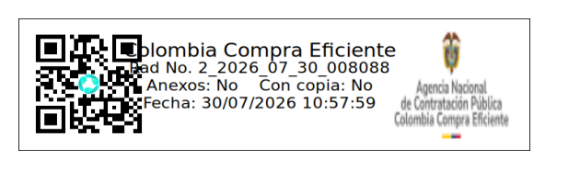 Colombia Compra Eficiente
Rad No. 2_2026_07_30_008088
Anexos: No Con copia: No
Fecha: 30/07/2026 10:57:59
Agencia Nacional
de Contratación Pública
Colombia Compra Eficiente